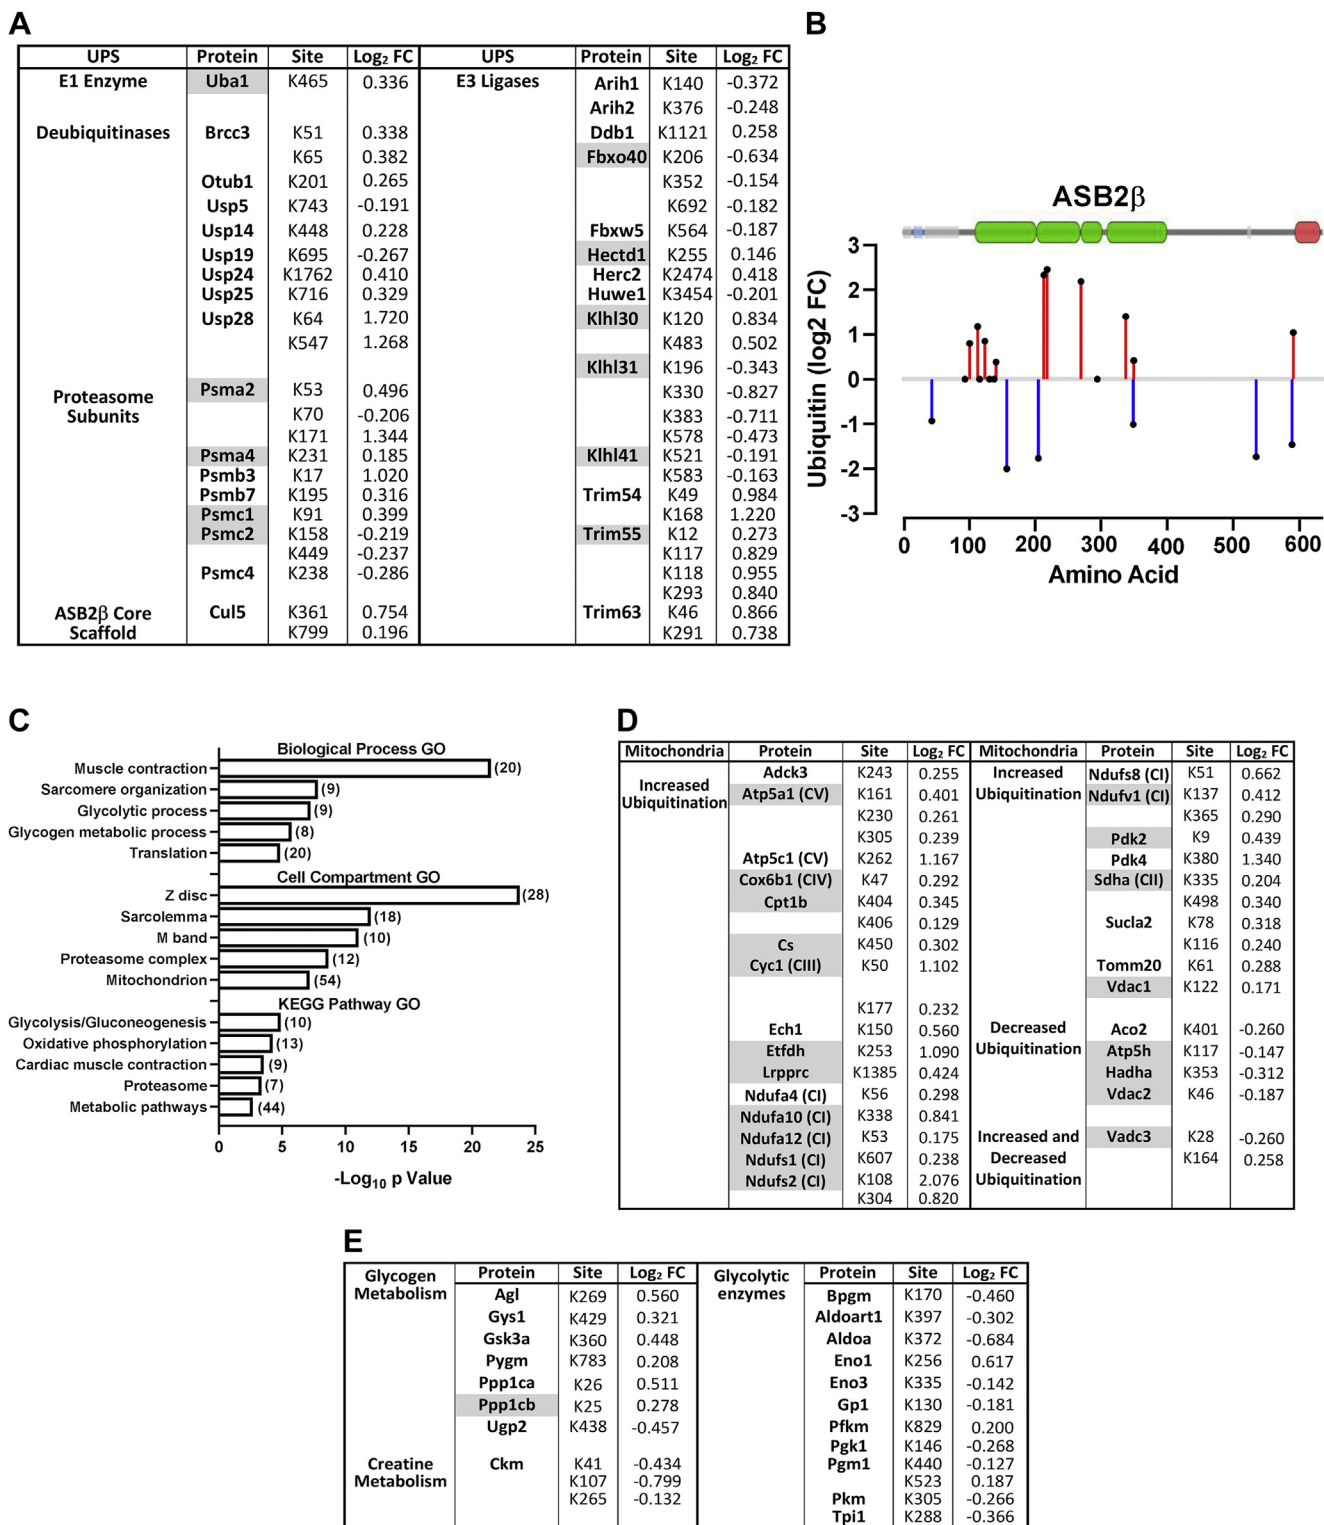 A
UPS Protein Site Log₂ FC UPS Protein Site Log₂ FC
E1 Enzyme Uba1 K465 0.336 E3 Ligases Arih1 K140 -0.372
Arih2 K376 -0.248
Deubiquitinases Brcc3 K51 0.338 Ddb1 K1121 0.258
K65 0.382 Fbxo40 K206 -0.634
Otub1 K201 0.265 K352 -0.154
Usp5 K743 -0.191 K692 -0.182
Usp14 K448 0.228 Fbxw5 K564 -0.187
Usp19 K695 -0.267 Hectd1 K255 0.146
Usp24 K1762 0.410 Herc2 K2474 0.418
Usp25 K716 0.329 Huwe1 K3454 -0.201
Usp28 K64 1.720 Klhl30 K120 0.834
K547 1.268 K483 0.502
Klhl31 K196 -0.343
Proteasome Psma2 K53 0.496 K330 -0.827
Subunits K70 -0.206 K383 -0.711
K171 1.344 K578 -0.473
Psma4 K231 0.185 Klhl41 K521 -0.191
Psmb3 K17 1.020 K583 -0.163
Psmb7 K195 0.316 Trim54 K49 0.984
Psmc1 K91 0.399 K168 1.220
Psmc2 K158 -0.219 Trim55 K12 0.273
K449 -0.237 K117 0.829
Psmc4 K238 -0.286 K118 0.955
K293 0.840
ASB2β Core Cul5 K361 0.754 Trim63 K46 0.866
Scaffold K799 0.196 K291 0.738
B
ASB2β
Ubiquitin (log2 FC)
3
2
1
0
-1
-2
-3
0 100 200 300 400 500 600
Amino Acid
C
Biological Process GO
Muscle contraction (20)
Sarcomere organization (9)
Glycolytic process (9)
Glycogen metabolic process (8)
Translation (20)
Cell Compartment GO
Z disc (28)
Sarcolemma (18)
M band (10)
Proteasome complex (12)
Mitochondrion (54)
KEGG Pathway GO
Glycolysis/Gluconeogenesis (10)
Oxidative phosphorylation (13)
Cardiac muscle contraction (9)
Proteasome (7)
Metabolic pathways (44)
0 5 10 15 20 25
-Log₁₀ p Value
D
Mitochondria Protein Site Log₂ FC Mitochondria Protein Site Log₂ FC
Increased Adck3 K243 0.255 Increased Ndufs8 (CI) K51 0.662
Ubiquitination Atp5a1 (CV) K161 0.401 Ubiquitination Ndufv1 (CI) K137 0.412
K230 0.261 K365 0.290
K305 0.239 Pdk2 K9 0.439
Atp5c1 (CV) K262 1.167 Pdk4 K380 1.340
Cox6b1 (CIV) K47 0.292 Sdha (CII) K335 0.204
Cpt1b K404 0.345 K498 0.340
K406 0.129 Sucla2 K78 0.318
Cs K450 0.302 K116 0.240
Cyc1 (CIII) K50 1.102 Tomm20 K61 0.288
Vdac1 K122 0.171
K177 0.232
Ech1 K150 0.560 Decreased Aco2 K401 -0.260
Etfdh K253 1.090 Ubiquitination Atp5h K117 -0.147
Lrpprc K1385 0.424 Hadha K353 -0.312
Ndufa4 (CI) K56 0.298 Vdac2 K46 -0.187
Ndufa10 (CI) K338 0.841
Ndufa12 (CI) K53 0.175 Increased and Vadc3 K28 -0.260
Ndufs1 (CI) K607 0.238 Decreased K164 0.258
Ndufs2 (CI) K108 2.076 Ubiquitination
K304 0.820
E
Glycogen Protein Site Log₂ FC Glycolytic Protein Site Log₂ FC
Metabolism Agl K269 0.560 enzymes Bpgm K170 -0.460
Gys1 K429 0.321 Aldoart1 K397 -0.302
Gsk3a K360 0.448 Aldoa K372 -0.684
Pygm K783 0.208 Eno1 K256 0.617
Ppp1ca K26 0.511 Eno3 K335 -0.142
Ppp1cb K25 0.278 Gp1 K130 -0.181
Ugp2 K438 -0.457 Pfkm K829 0.200
Pgk1 K146 -0.268
Creatine Ckm K41 -0.434 Pgm1 K440 -0.127
Metabolism K107 -0.799 K523 0.187
K265 -0.132 Pkm K305 -0.266
Tpi1 K288 -0.366